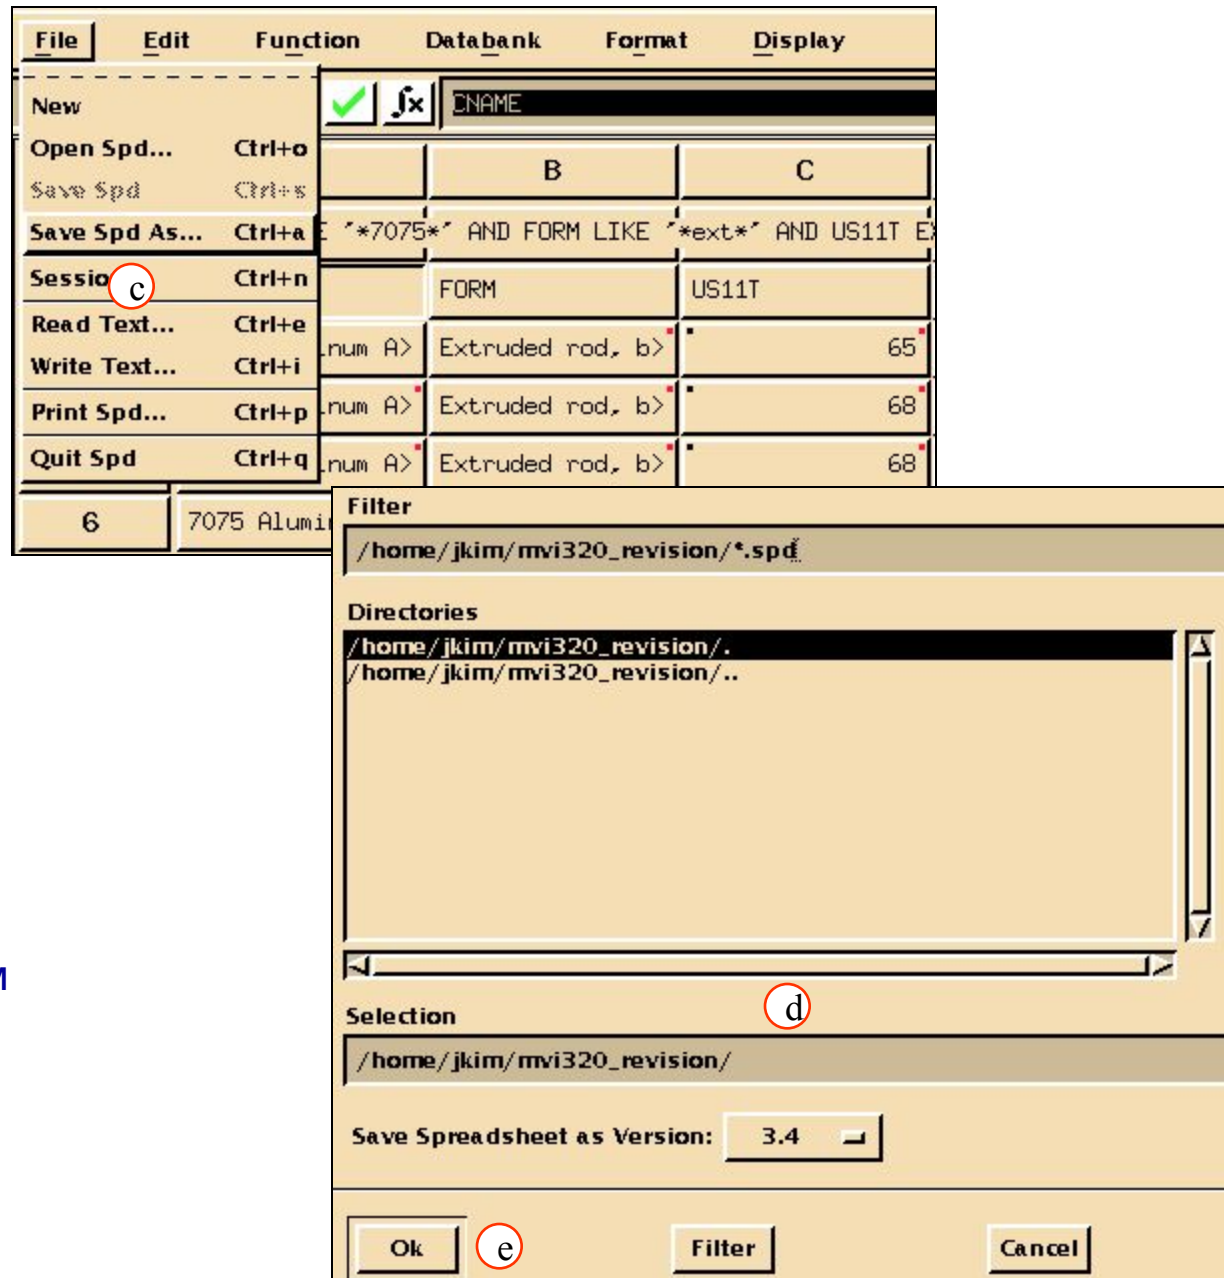 File Edit Function Databank Format Display
New
fx CNAME
Open Spd... Ctrl+o
B C
Save Spd Ctrl+s
Save Spd As... Ctrl+a "*7075*" AND FORM LIKE "*ext*" AND US11T
Ctrl+n
c
FORM US11T
Read Text... Ctrl+e
num A> Extruded rod, b> 65
Write Text... Ctrl+i
Print Spd... Ctrl+p num A> Extruded rod, b> 68
Quit Spd Ctrl+q num A> Extruded rod, b> 68
6 7075
Filter
/home/jkim/mvi320_revision/*.spd
Directories
/home/jkim/mvi320_revision/.
/home/jkim/mvi320_revision/..
M
d
Selection
/home/jkim/mvi320_revision/
Save Spreadsheet as Version: 3.4
Ok e Filter Cancel